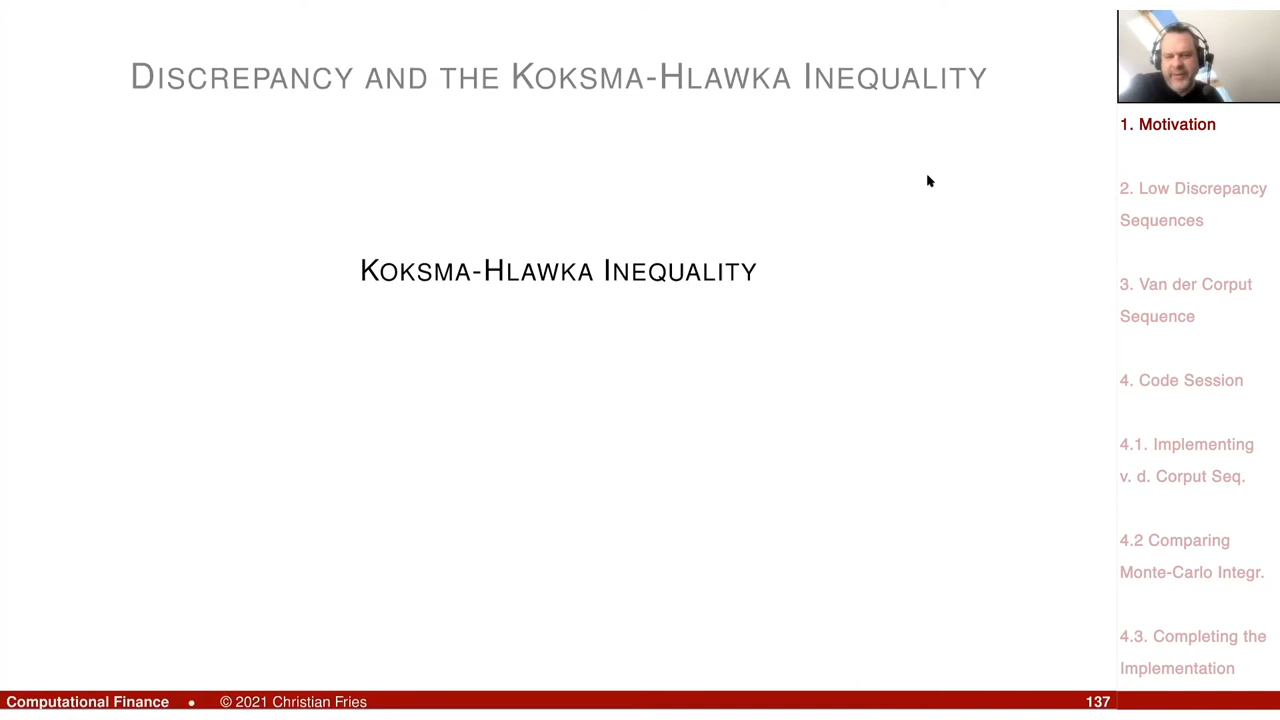 DISCREPANCY AND THE KOKSMA-HLAWKA INEQUALITY
KOKSMA-HLAWKA INEQUALITY
1. Motivation
2. Low Discrepancy
Sequences
3. Van der Corput
Sequence
4. Code Session
4.1. Implementing
v. d. Corput Seq.
4.2 Comparing
Monte-Carlo Integr.
4.3. Completing the
Implementation
Computational Finance • © 2021 Christian Fries 137